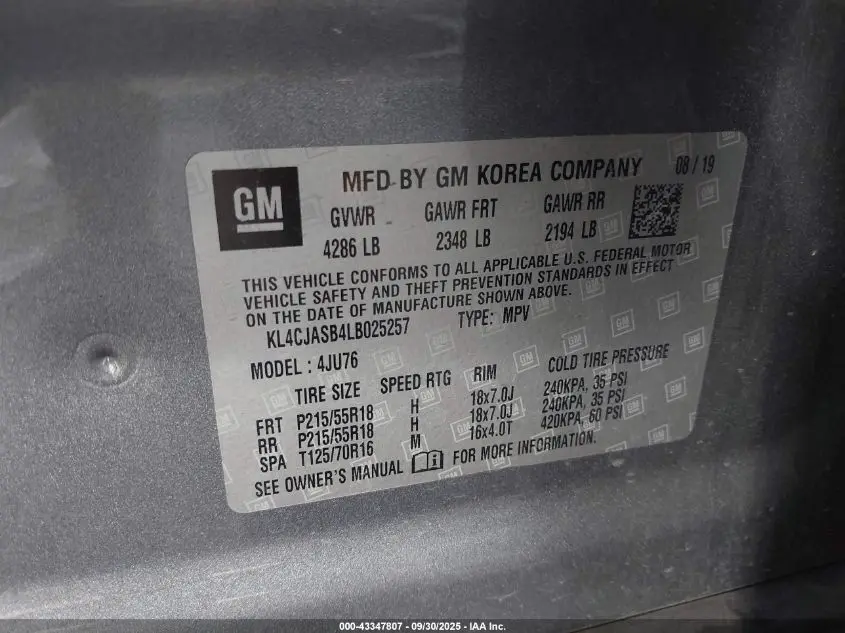 GM
MFD BY GM KOREA COMPANY 08 / 19
GVWR GAWR FRT GAWR RR
4286 LB 2348 LB 2194 LB
THIS VEHICLE CONFORMS TO ALL APPLICABLE U.S. FEDERAL MOTOR
VEHICLE SAFETY AND THEFT PREVENTION STANDARDS IN EFFECT
ON THE DATE OF MANUFACTURE SHOWN ABOVE.
KL4CJASB4LB025257 TYPE: MPV
MODEL : 4JU76
TIRE SIZE SPEED RTG RIM COLD TIRE PRESSURE
FRT P215/55R18 H 18x7.0J 240KPA, 35 PSI
RR P215/55R18 H 18x7.0J 240KPA, 35 PSI
SPA T125/70R16 M 16x4.0T 420KPA, 60 PSI
SEE OWNER'S MANUAL FOR MORE INFORMATION.
000-43347807 - 09/30/2025 - IAA Inc.